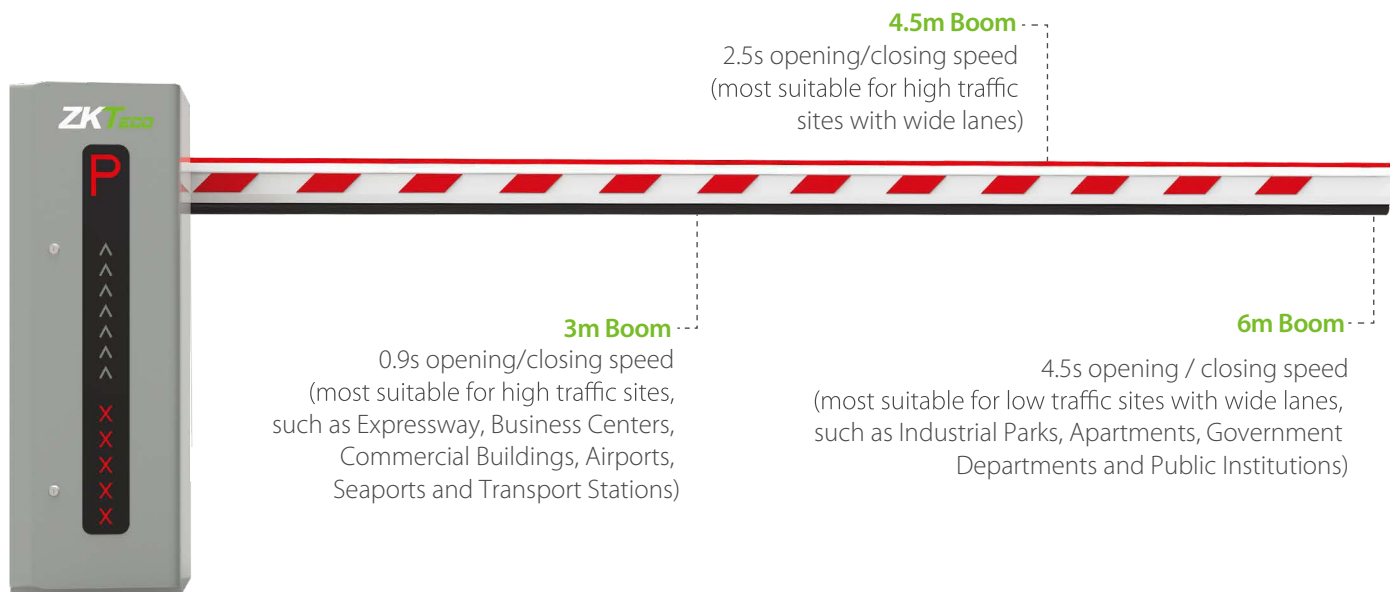 4.5m Boom
2.5s opening/closing speed
(most suitable for high traffic
sites with wide lanes)
ZKTeco
P
X
X
X
X
X
3m Boom
0.9s opening/closing speed
(most suitable for high traffic sites,
such as Expressway, Business Centers,
Commercial Buildings, Airports,
Seaports and Transport Stations)
6m Boom
4.5s opening / closing speed
(most suitable for low traffic sites with wide lanes,
such as Industrial Parks, Apartments, Government
Departments and Public Institutions)